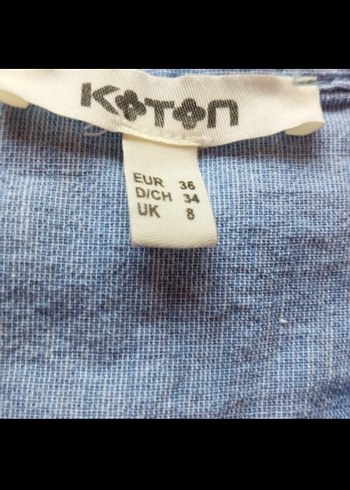 KOTON
EUR 36
D/CH 34
UK 8